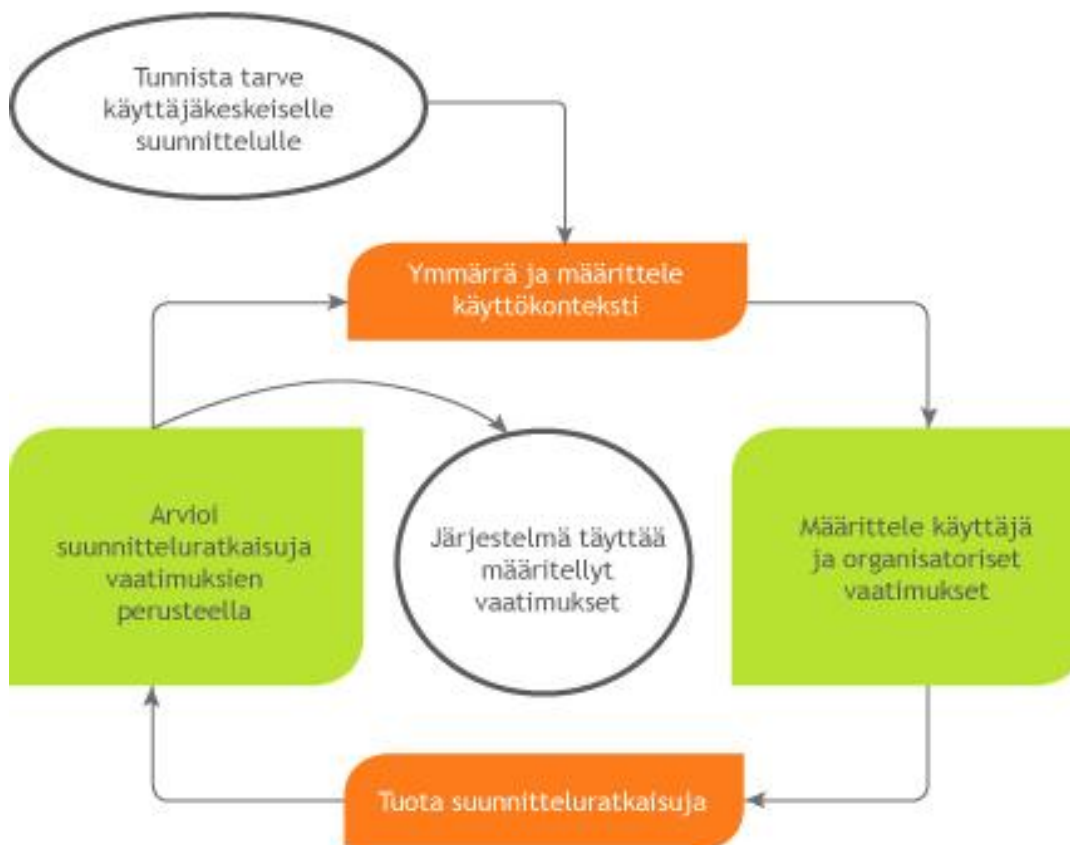 Tunnista tarve
käyttäjäkeskeiselle
suunnittelulle
Ymmärrä ja määrittele
käyttökonteksti
Arvioi
suunnitteluratkaisuja
vaatimuksien
perusteella
Järjestelmä täyttää
määritellyt
vaatimukset
Määrittele käyttäjä
ja organisatoriset
vaatimukset
Tuota suunnitteluratkaisuja